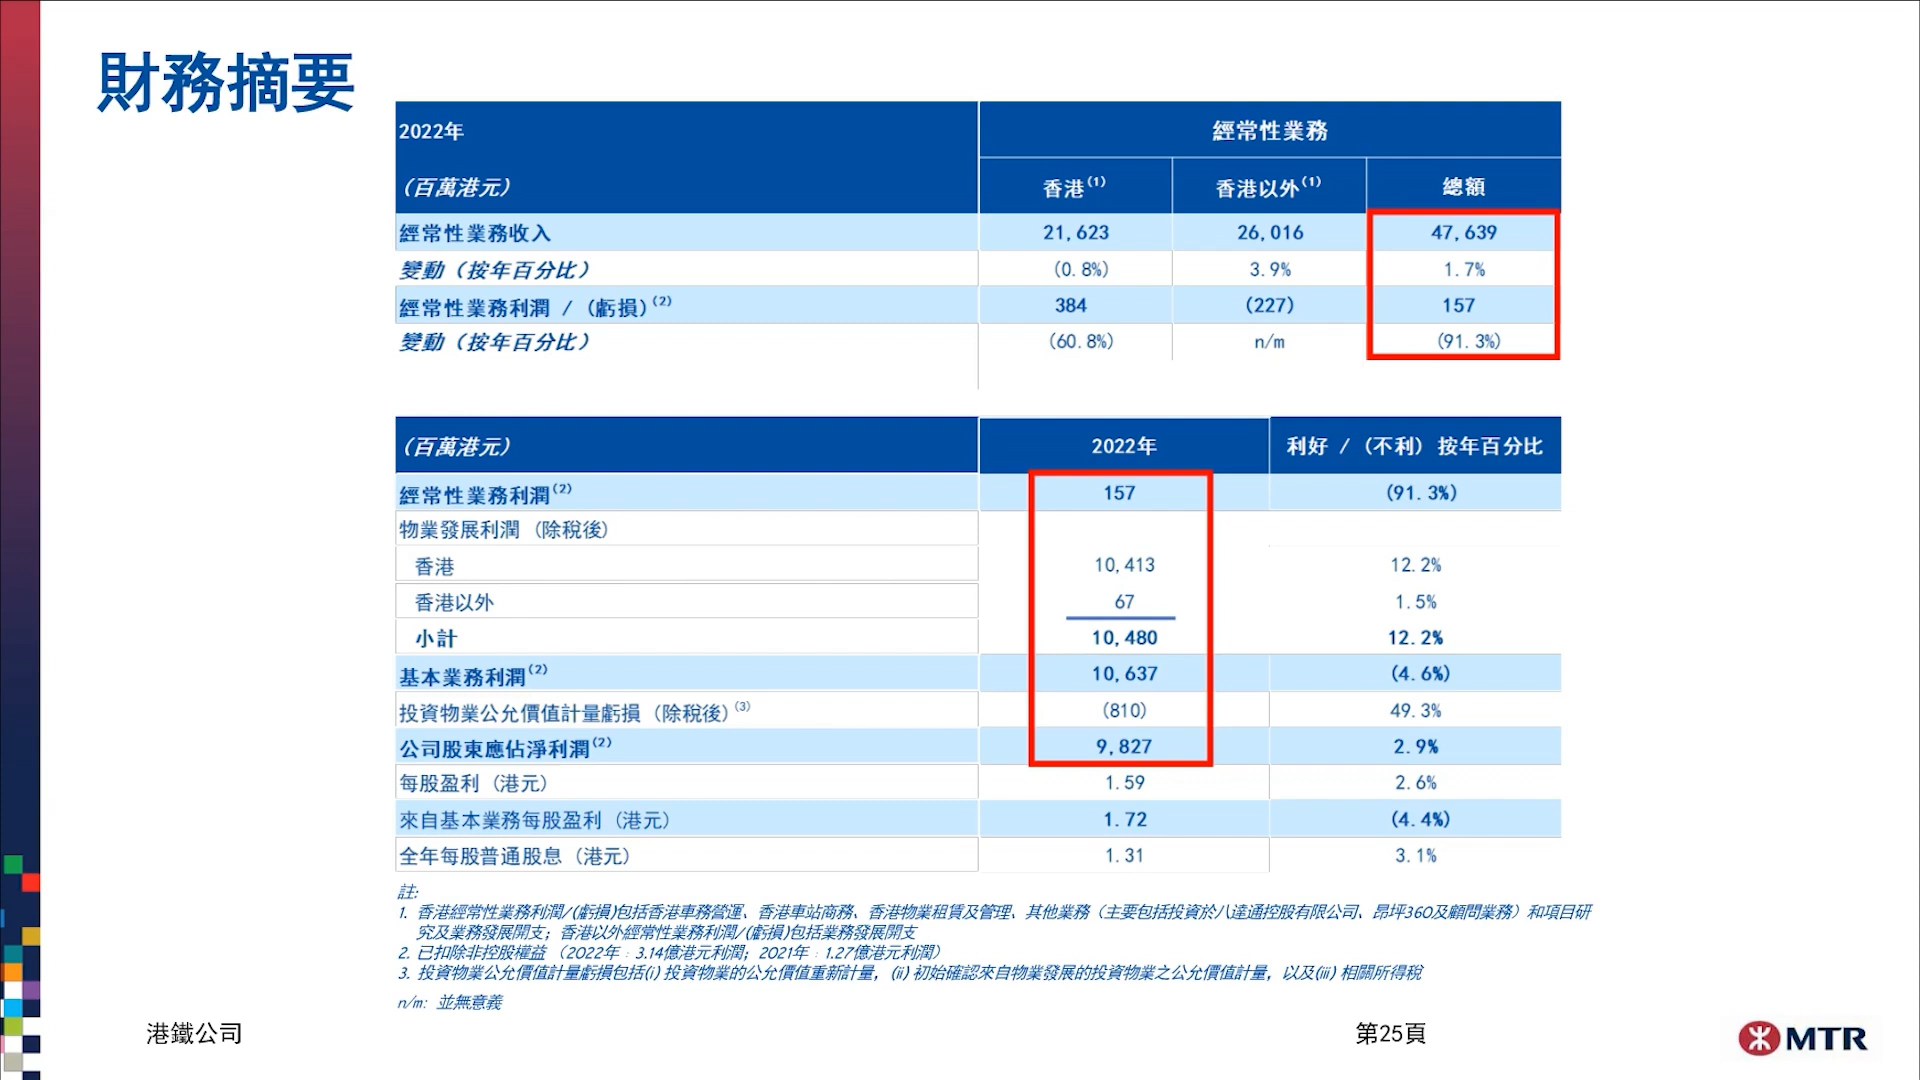 財務摘要
2022年
經常性業務
（百萬港元）
香港(1) 香港以外(1) 總額
經常性業務收入 21,623 26,016 47,639
變動（按年百分比） (0.8%) 3.9% 1.7%
經常性業務利潤 /（虧損）(2) 384 (227) 157
變動（按年百分比） (60.8%) n/m (91.3%)
（百萬港元） 2022年 利好 /（不利）按年百分比
經常性業務利潤(2) 157 (91.3%)
物業發展利潤（除稅後）
香港 10,413 12.2%
香港以外 67 1.5%
小計 10,480 12.2%
基本業務利潤(2) 10,637 (4.6%)
投資物業公允價值計量虧損（除稅後）(3) (810) 49.3%
公司股東應佔淨利潤(2) 9,827 2.9%
每股盈利（港元） 1.59 2.6%
來自基本業務每股盈利（港元） 1.72 (4.4%)
全年每股普通股息（港元） 1.31 3.1%
註:
1. 香港經常性業務利潤/(虧損)包括香港車務營運、香港車站商務、香港物業租賃及管理、其他業務（主要包括投資於八達通控股有限公司、昂坪360及顧問業務）和項目研
究及業務發展開支；香港以外經常性業務利潤/(虧損)包括業務發展開支
2. 已扣除非控股權益 （2022年：3.14億港元利潤；2021年：1.27億港元利潤）
3. 投資物業公允價值計量虧損包括(i) 投資物業的公允價值重新計量，(ii) 初始確認來自物業發展的投資物業之公允價值計量，以及(iii) 相關所得稅
n/m: 並無意義
港鐵公司
第25頁
MTR